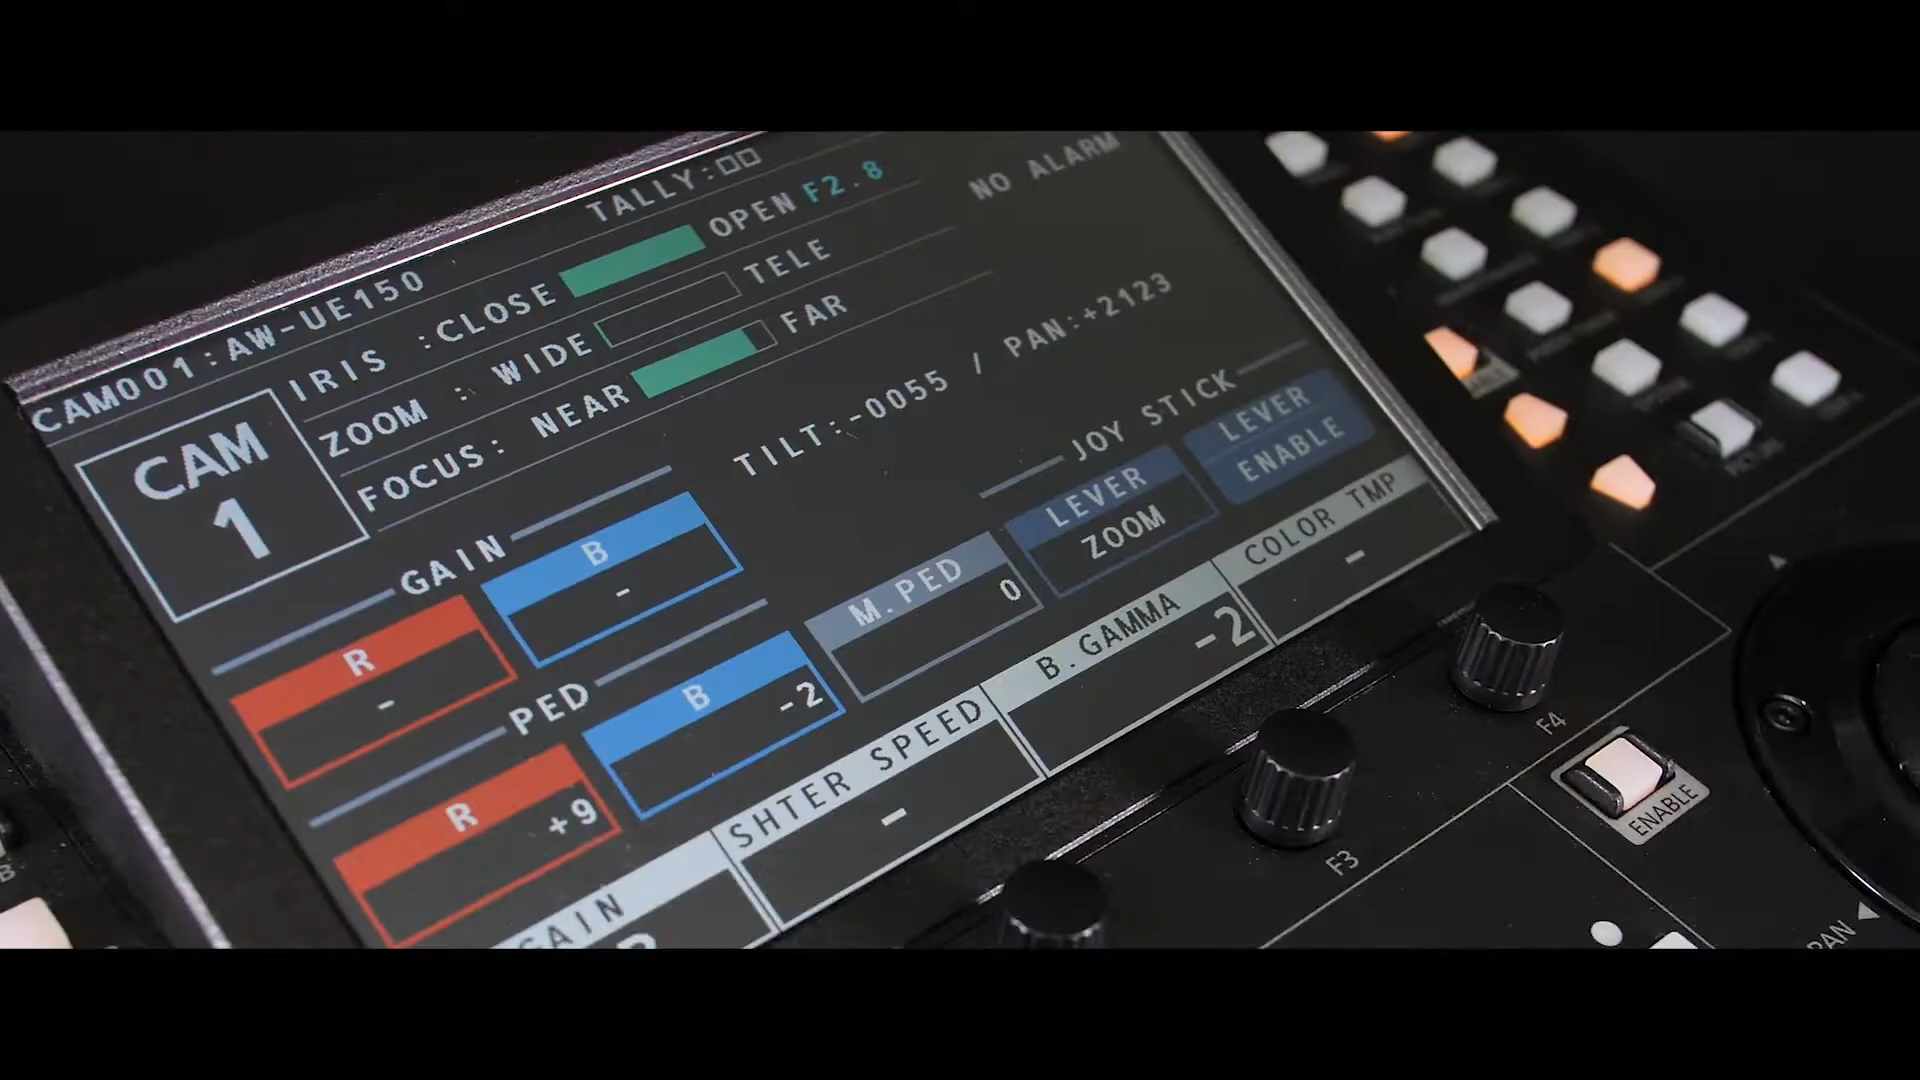 TALLY:□□
CAM001:AW-UE150
NO ALARM
CAM
1
IRIS :CLOSE OPEN F2.8
ZOOM : WIDE TELE
FOCUS: NEAR FAR
TILT:-0055 / PAN:+2123
JOY STICK
LEVER
ZOOM
LEVER
ENABLE
GAIN
R
-
B
-
PED
R
+9
B
-2
M.PED
0
GAIN
SHTER SPEED
-
B.GAMMA
-2
COLOR TMP
-
F4
F3
ENABLE
PAN
B